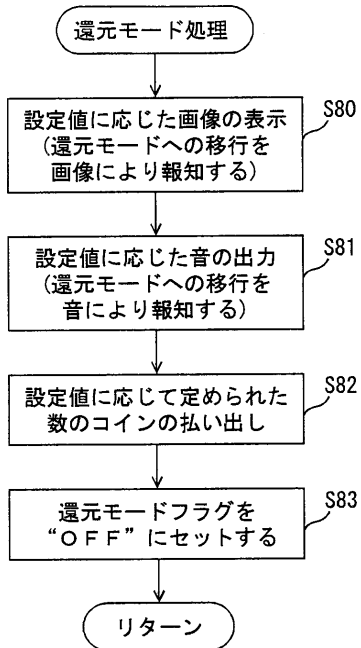 還元モード処理
設定値に応じた画像の表示
(還元モードへの移行を
画像により報知する)
S80
設定値に応じた音の出力
(還元モードへの移行を
音により報知する)
S81
設定値に応じて定められた
数のコインの払い出し
S82
還元モードフラグを
“OFF”にセットする
S83
リターン